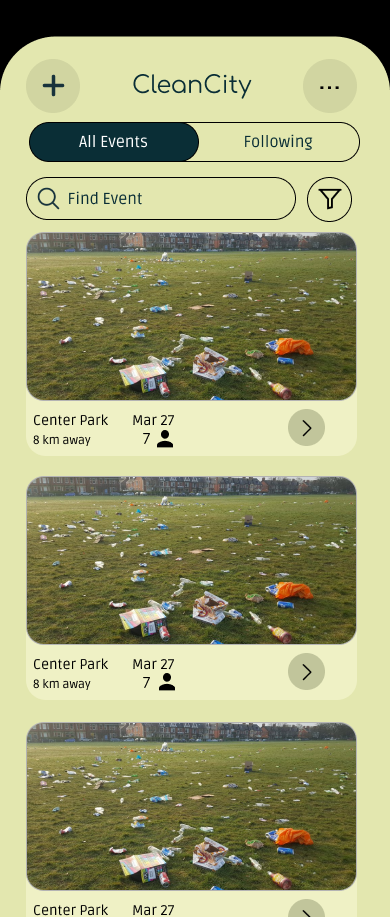 CleanCity
All Events
Following
Find Event
Center Park
Mar 27
8 km away
7
Center Park
Mar 27
8 km away
7
Center Park
Mar 27